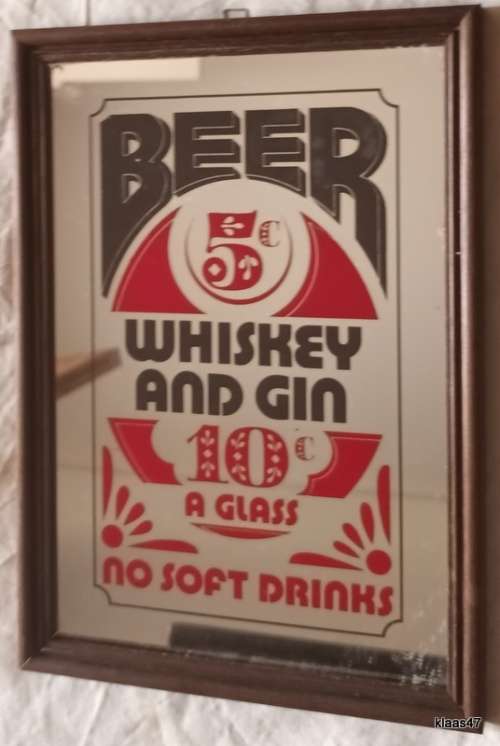 BEER
5¢
WHISKEY
AND GIN
10¢
A GLASS
NO SOFT DRINKS
klaas47